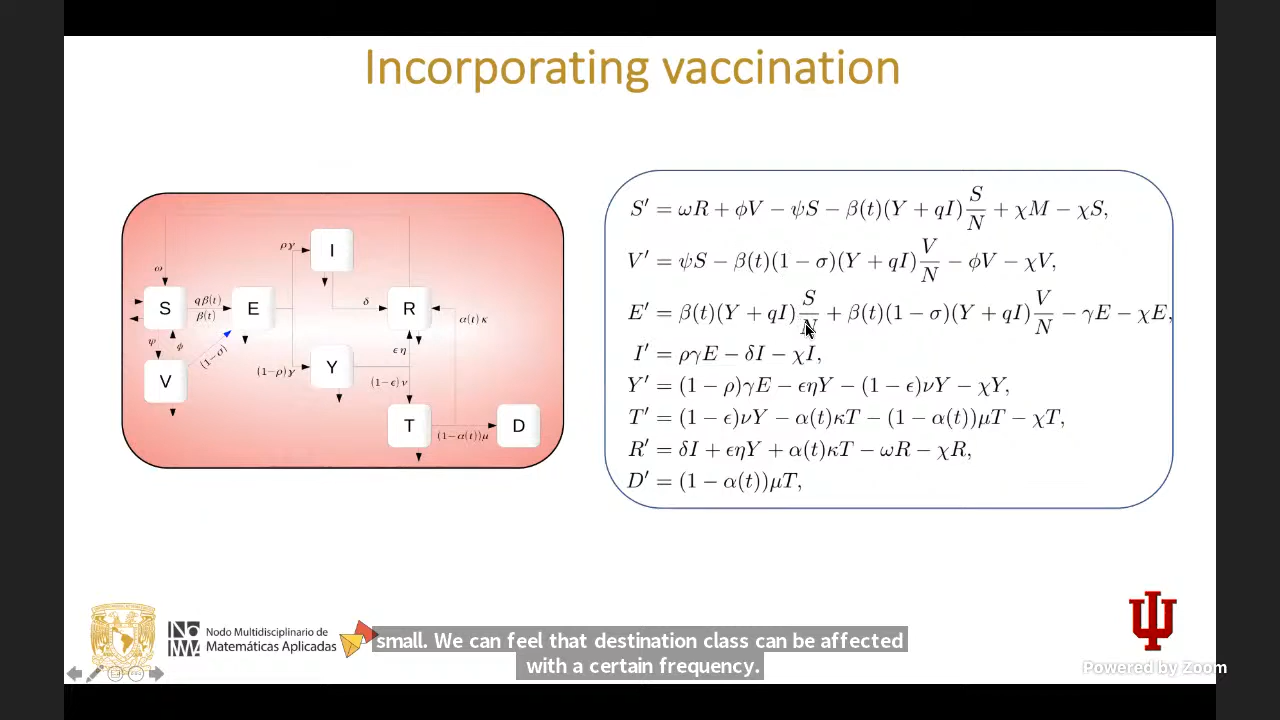 Incorporating vaccination
ω
ργ
I
S
qβ(t)
β(t)
E
δ
R
α(t) κ
ψ
φ
(1−σ)
V
(1−ρ)γ
Y
ϵ η
(1−ϵ) ν
T
(1−α(t))μ
D
S′ = ωR + ϕV − ψS − β(t)(Y + qI) S/N + χM − χS,
V′ = ψS − β(t)(1 − σ)(Y + qI) V/N − ϕV − χV,
E′ = β(t)(Y + qI) S/N + β(t)(1 − σ)(Y + qI) V/N − γE − χE,
I′ = ργE − δI − χI,
Y′ = (1 − ρ)γE − ϵηY − (1 − ϵ)νY − χY,
T′ = (1 − ϵ)νY − α(t)κT − (1 − α(t))μT − χT,
R′ = δI + ϵηY + α(t)κT − ωR − χR,
D′ = (1 − α(t))μT,
Nodo Multidisciplinario de
Matemáticas Aplicadas
small. We can feel that destination class can be affected
with a certain frequency.
Powered by Zoom